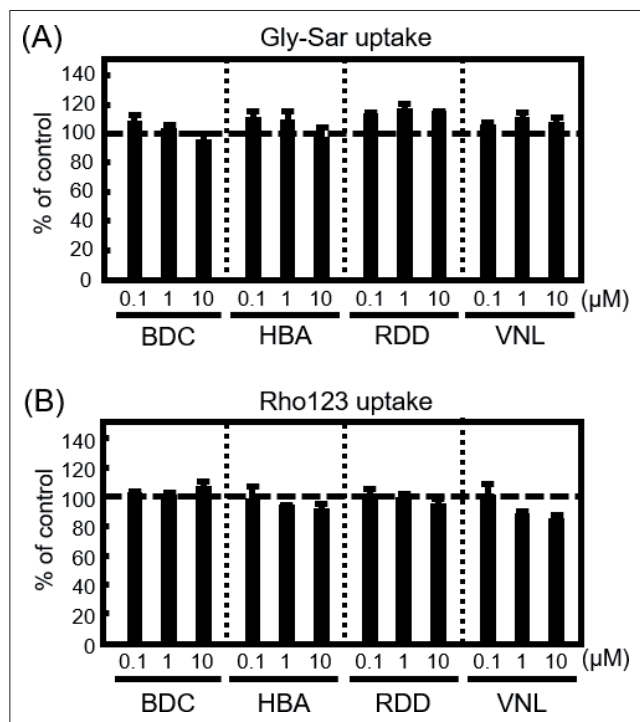 (A)
Gly-Sar uptake
% of control
140
120
100
80
60
40
20
0
0.1 1 10 0.1 1 10 0.1 1 10 0.1 1 10 (µM)
BDC HBA RDD VNL
(B)
Rho123 uptake
% of control
140
120
100
80
60
40
20
0
0.1 1 10 0.1 1 10 0.1 1 10 0.1 1 10 (µM)
BDC HBA RDD VNL